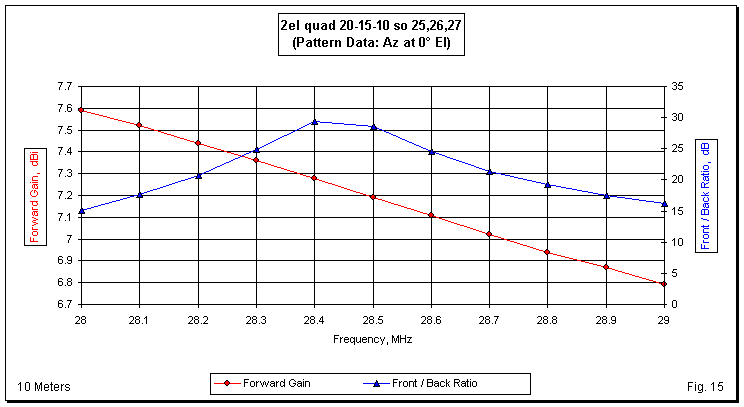 2el quad 20-15-10 so 25,26,27
(Pattern Data: Az at 0° El)
7.7
7.6
7.5
7.4
7.3
7.2
7.1
7
6.9
6.8
6.7
Forward Gain, dBi
35
30
25
20
15
10
5
0
Front / Back Ratio, dB
28 28.1 28.2 28.3 28.4 28.5 28.6 28.7 28.8 28.9 29
Frequency, MHz
Forward Gain Front / Back Ratio
10 Meters
Fig. 15